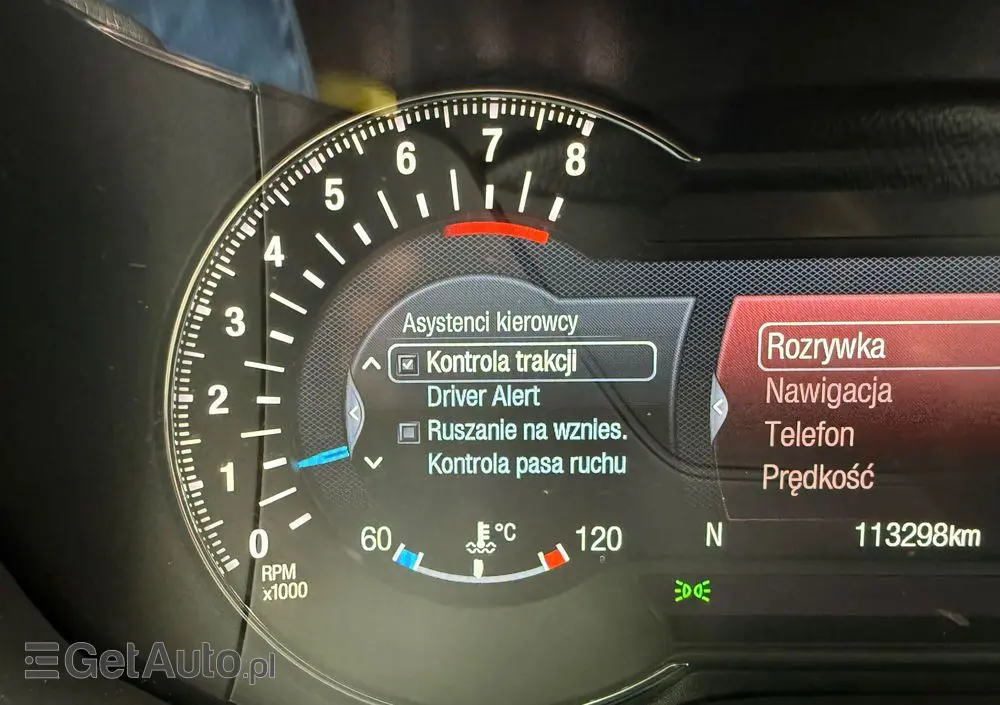 8
7
6
5
4
3
2
1
0
RPM
x1000
Asystenci kierowcy
Kontrola trakcji
Driver Alert
Ruszanie na wznies.
Kontrola pasa ruchu
60
°C
120
Rozrywka
Nawigacja
Telefon
Prędkość
N
113298km
GetAuto.pl